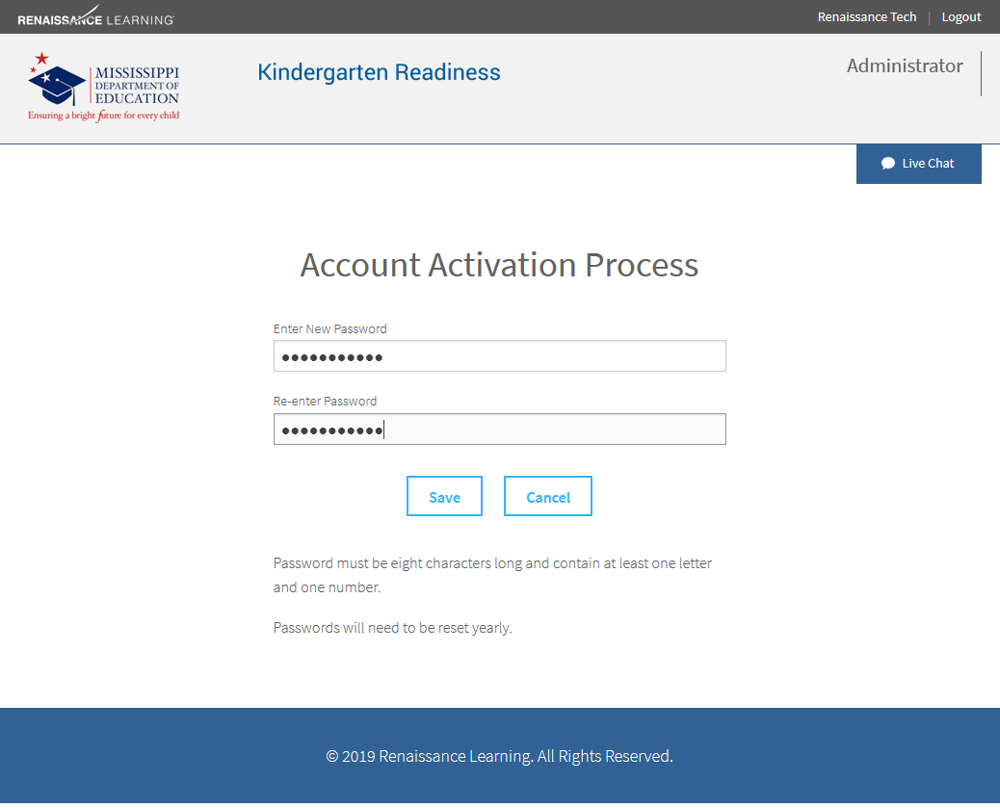 RENAISSANCE LEARNING
Renaissance Tech | Logout
MISSISSIPPI
DEPARTMENT OF
EDUCATION
Ensuring a bright future for every child
Kindergarten Readiness
Administrator
Live Chat
Account Activation Process
Enter New Password
●●●●●●●●●●●
Re-enter Password
●●●●●●●●●●●
Save Cancel
Password must be eight characters long and contain at least one letter
and one number.
Passwords will need to be reset yearly.
© 2019 Renaissance Learning. All Rights Reserved.